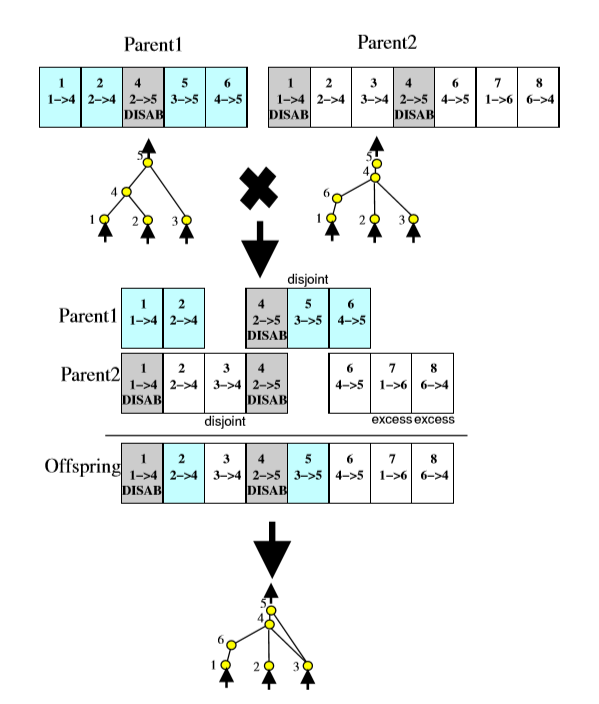 Parent1 Parent2
1 2 4 5 6 1 2 3 4 6 7 8
1->4 2->4 2->5 3->5 4->5 1->4 2->4 3->4 2->5 4->5 1->6 6->4
DISAB DISAB DISAB
5 5
4 4
6
1 2 3 1 2 3
disjoint
Parent1 1 2 4 5 6
1->4 2->4 2->5 3->5 4->5
DISAB
Parent2 1 2 3 4 6 7 8
1->4 2->4 3->4 2->5 4->5 1->6 6->4
DISAB DISAB
disjoint excess excess
Offspring 1 2 3 4 5 6 7 8
1->4 2->4 3->4 2->5 3->5 4->5 1->6 6->4
DISAB DISAB
5
4
6
1 2 3